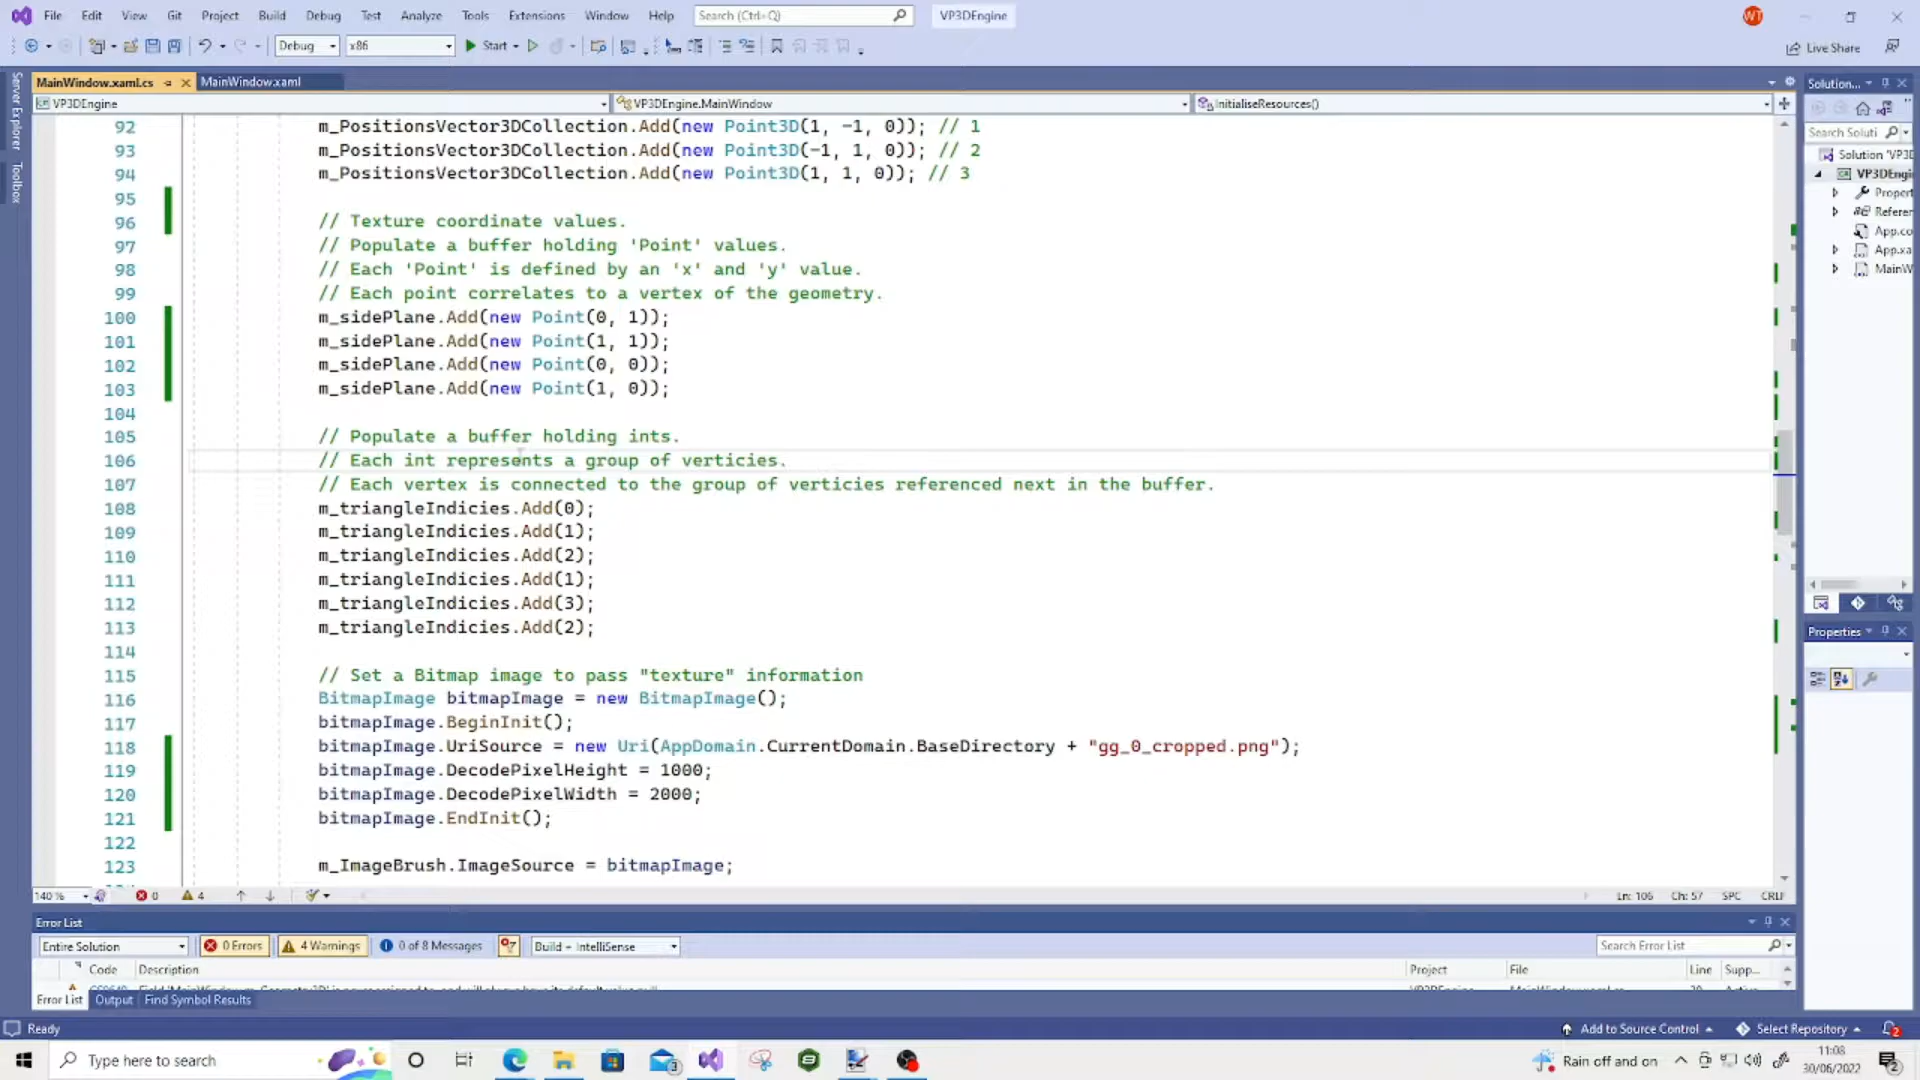 File Edit View Git Project Build Debug Test Analyze Tools Extensions Window Help Search (Ctrl+Q) VP3DEngine WT
Debug x86 Start Live Share
Server Explorer
Toolbox
MainWindow.xaml.cs MainWindow.xaml
VP3DEngine VP3DEngine.MainWindow InitialiseResources()
92 m_PositionsVector3DCollection.Add(new Point3D(1, -1, 0)); // 1
93 m_PositionsVector3DCollection.Add(new Point3D(-1, 1, 0)); // 2
94 m_PositionsVector3DCollection.Add(new Point3D(1, 1, 0)); // 3
95
96 // Texture coordinate values.
97 // Populate a buffer holding 'Point' values.
98 // Each 'Point' is defined by an 'x' and 'y' value.
99 // Each point correlates to a vertex of the geometry.
100 m_sidePlane.Add(new Point(0, 1));
101 m_sidePlane.Add(new Point(1, 1));
102 m_sidePlane.Add(new Point(0, 0));
103 m_sidePlane.Add(new Point(1, 0));
104
105 // Populate a buffer holding ints.
106 // Each int represents a group of verticies.
107 // Each vertex is connected to the group of verticies referenced next in the buffer.
108 m_triangleIndicies.Add(0);
109 m_triangleIndicies.Add(1);
110 m_triangleIndicies.Add(2);
111 m_triangleIndicies.Add(1);
112 m_triangleIndicies.Add(3);
113 m_triangleIndicies.Add(2);
114
115 // Set a Bitmap image to pass "texture" information
116 BitmapImage bitmapImage = new BitmapImage();
117 bitmapImage.BeginInit();
118 bitmapImage.UriSource = new Uri(AppDomain.CurrentDomain.BaseDirectory + "gg_0_cropped.png");
119 bitmapImage.DecodePixelHeight = 1000;
120 bitmapImage.DecodePixelWidth = 2000;
121 bitmapImage.EndInit();
122
123 m_ImageBrush.ImageSource = bitmapImage;
140 % 0 4 Ln: 106 Ch: 57 SPC CRLF
Solution...
Search Soluti
Solution 'VP3D
VP3DEngi
Propert
Referer
App.co
App.xa
MainW
Properties
Error List
Entire Solution 0 Errors 4 Warnings 0 of 8 Messages Build + IntelliSense Search Error List
Code Description Project File Line Supp...
Error List Output Find Symbol Results
Ready Add to Source Control Select Repository 2
Type here to search 3 Rain off and on 11:08 2
30/06/2022